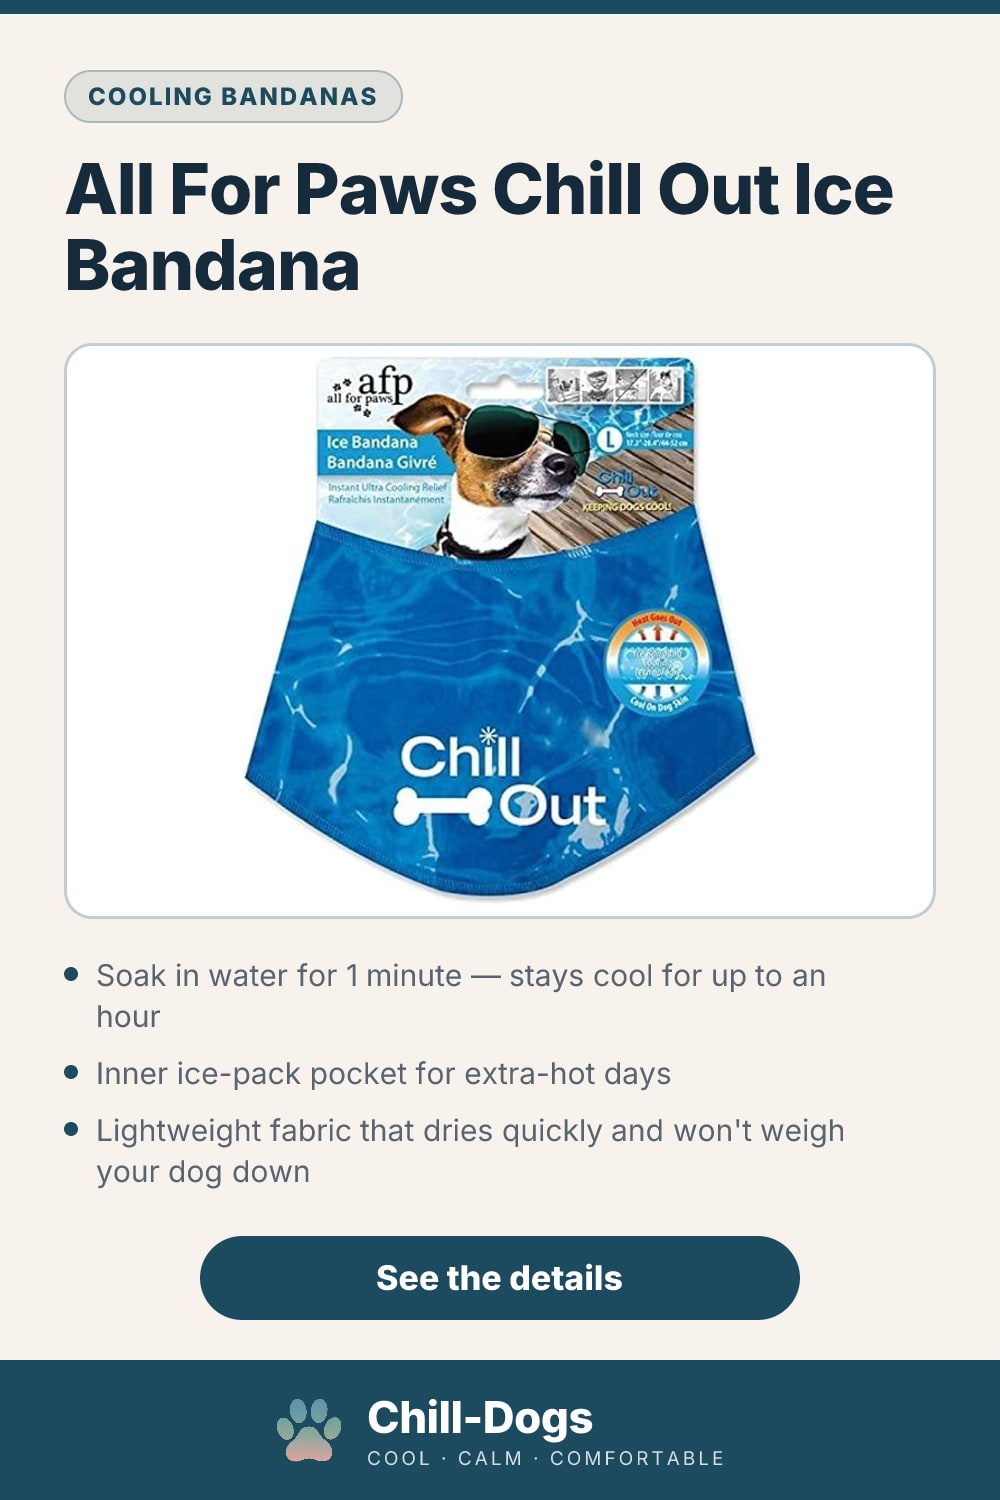 COOLING BANDANAS
All For Paws Chill Out Ice
Bandana
afp
all for paws
Ice Bandana
Bandana Givré
Instant Ultra Cooling Relief
Rafraîchis Instantanément
L
Chill
Out
KEEPING DOGS COOL!
Heat Goes Out
Cool On Dog Skin
Chill
Out
Soak in water for 1 minute — stays cool for up to an
hour
Inner ice-pack pocket for extra-hot days
Lightweight fabric that dries quickly and won't weigh
your dog down
See the details
Chill-Dogs
COOL · CALM · COMFORTABLE